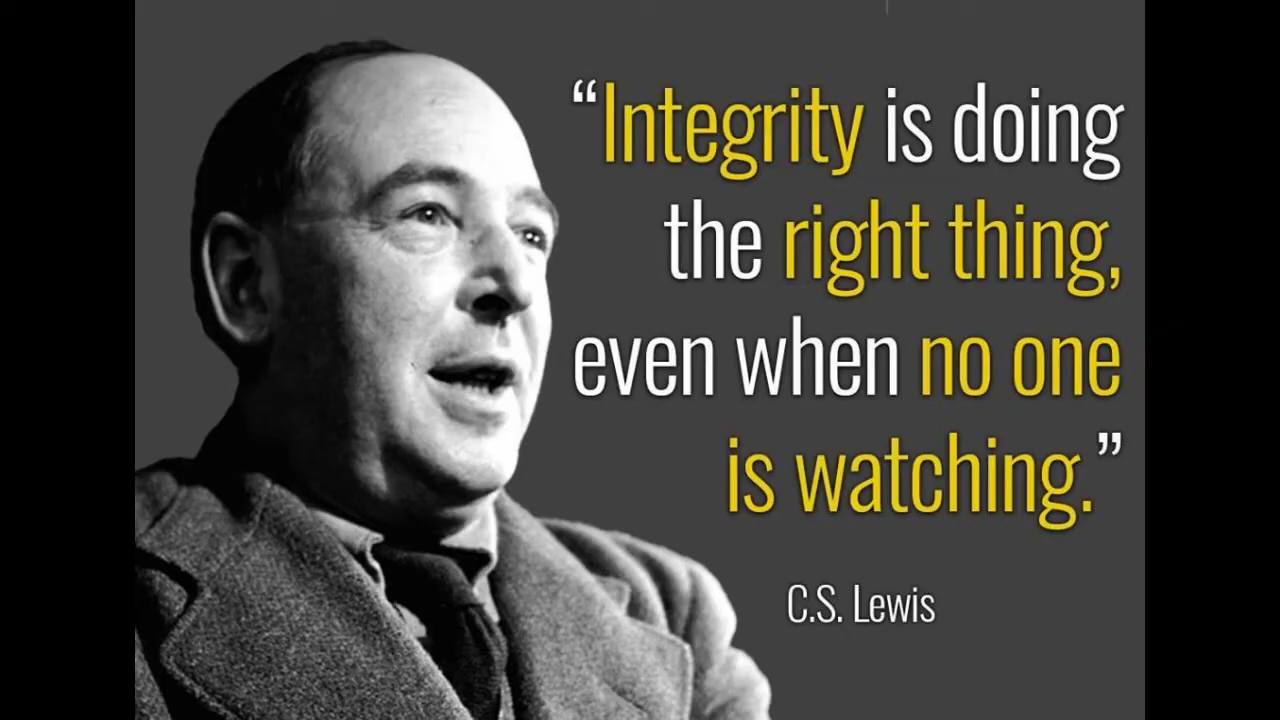 “Integrity is doing
the right thing,
even when no one
is watching.”
C.S. Lewis